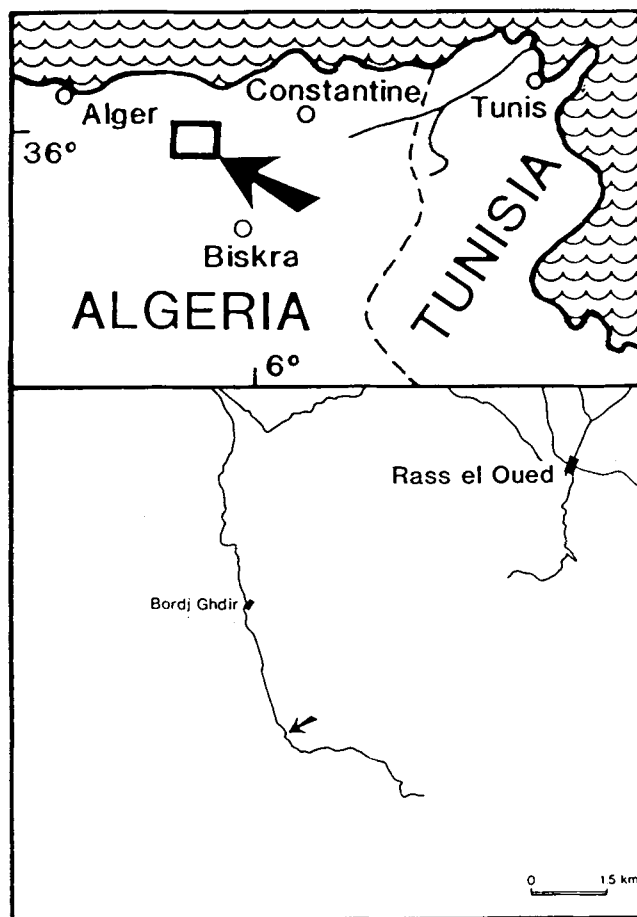 Alger
Constantine
Tunis
36°
Biskra
TUNISIA
ALGERIA
6°
Rass el Oued
Bordj Ghdir
0 1.5 km